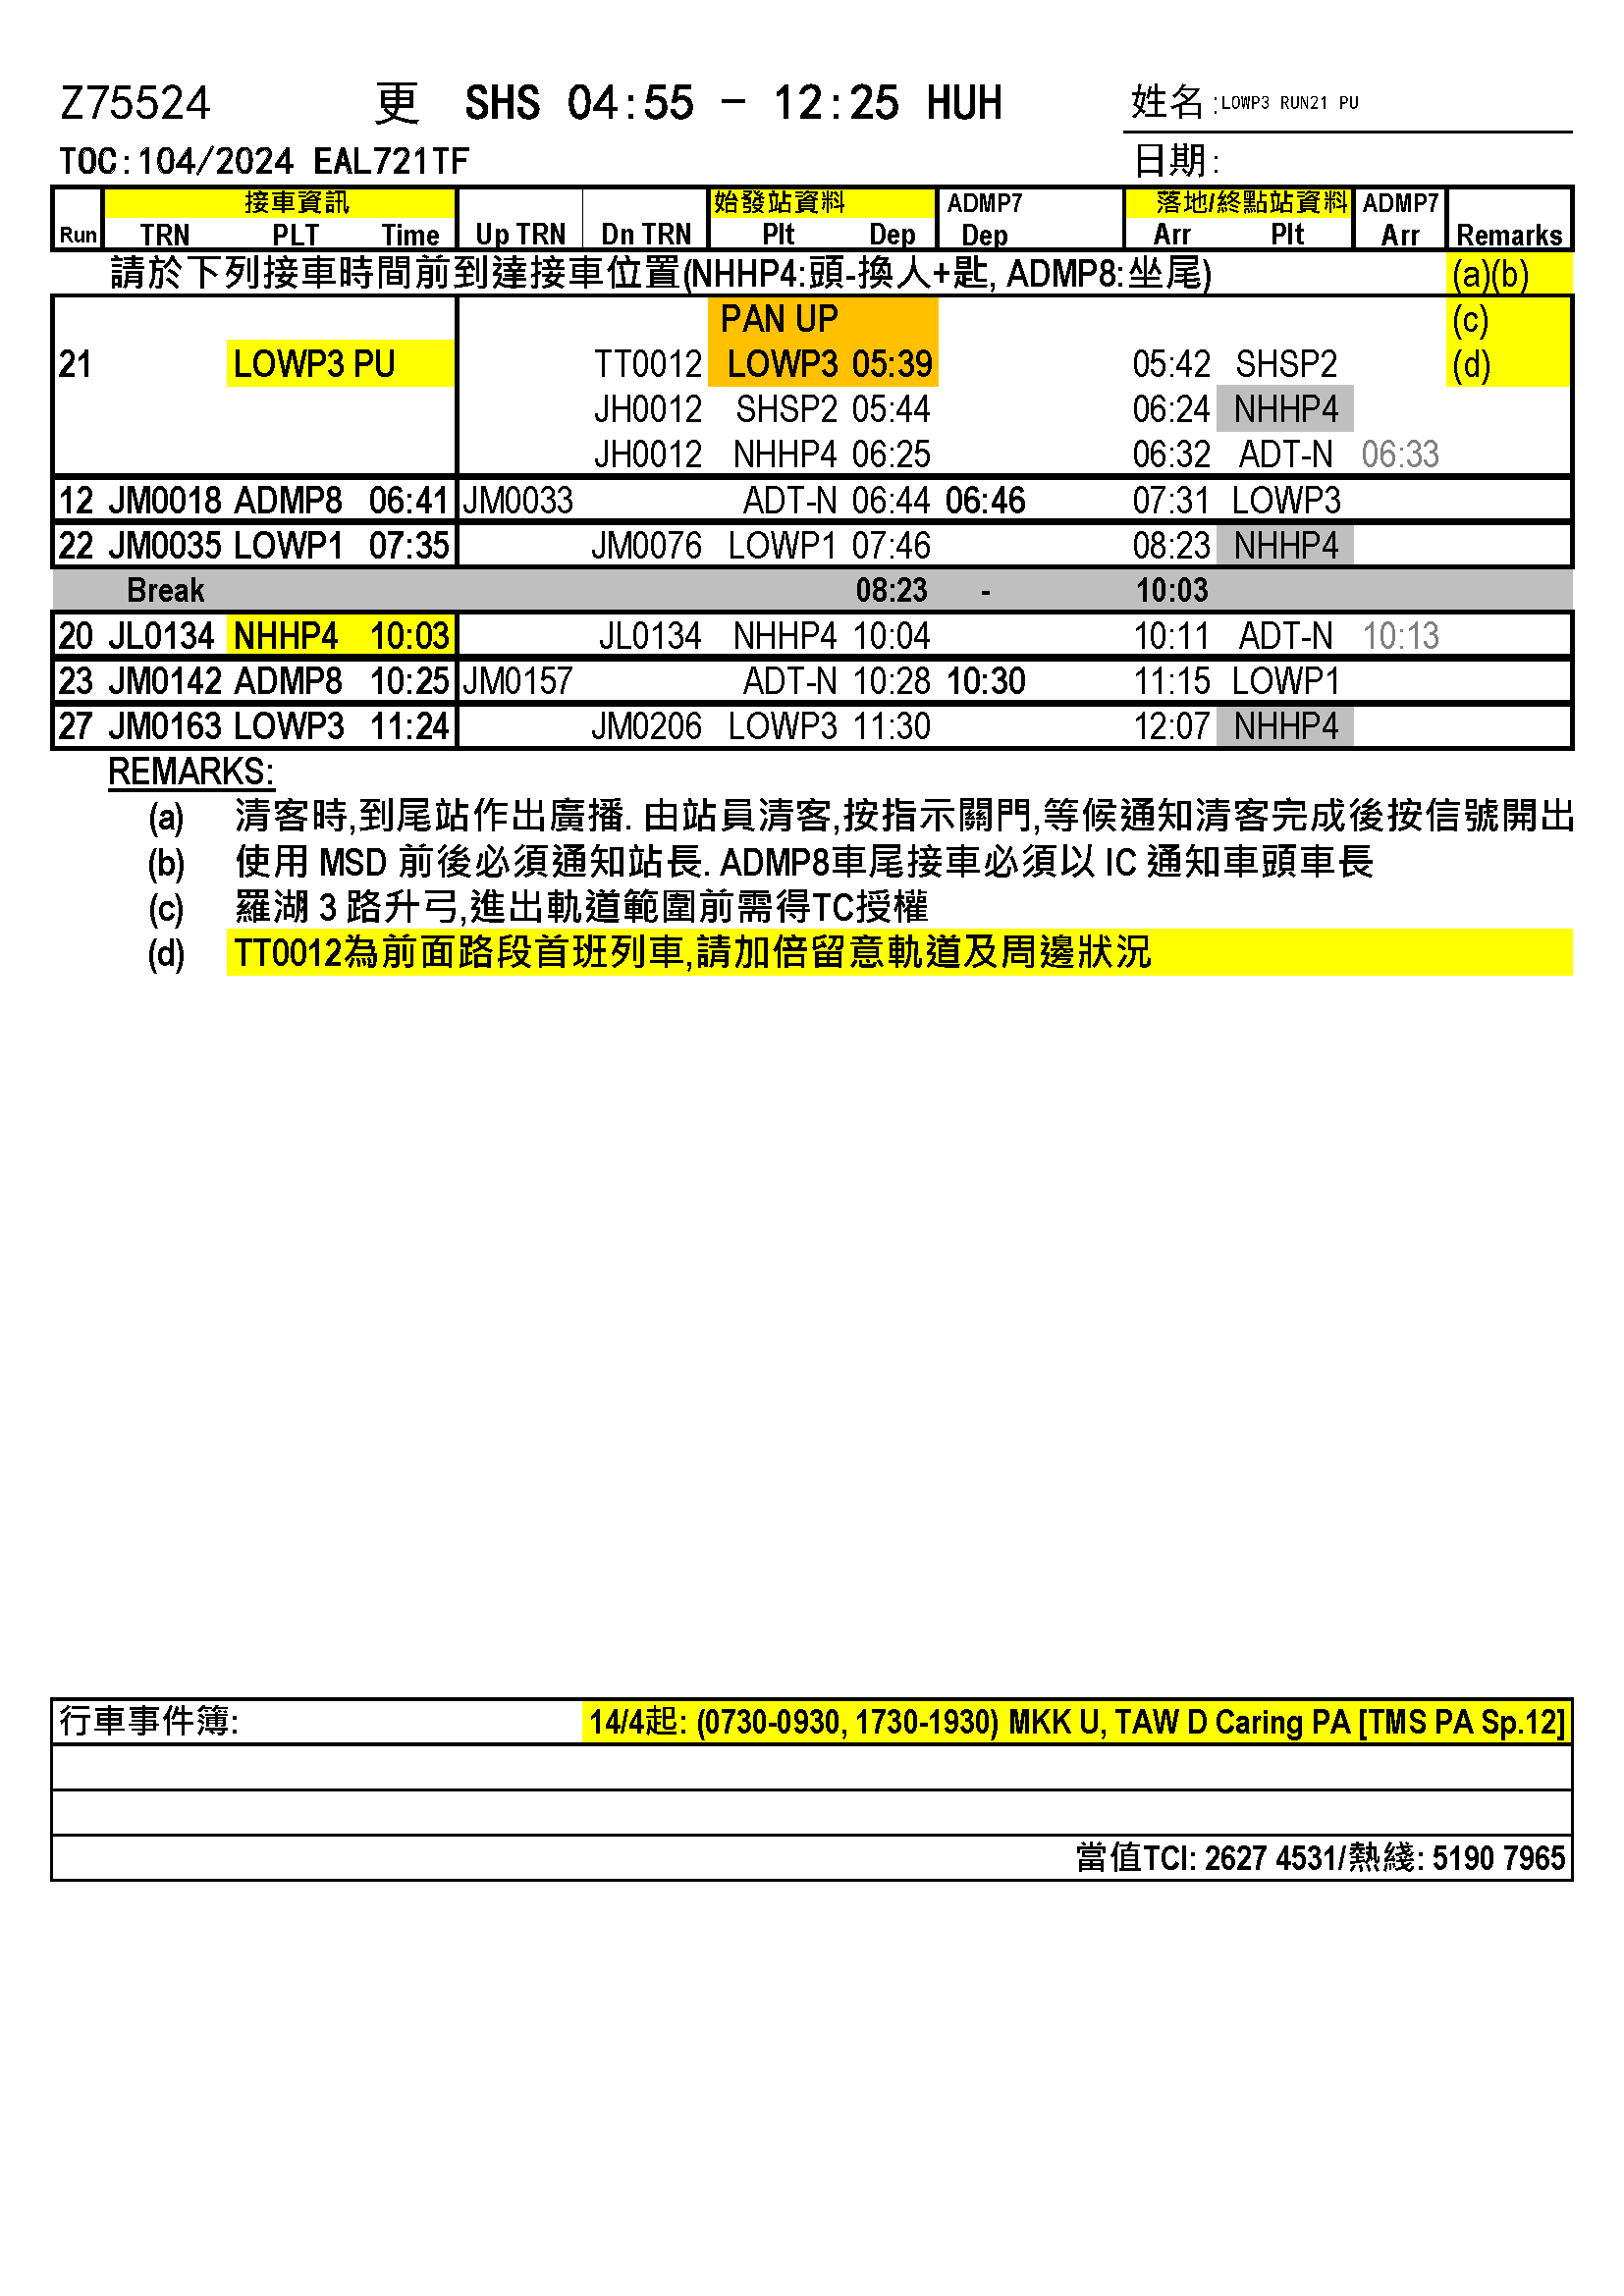 Z75524 更 SHS 04:55 - 12:25 HUH 姓名:LOWP3 RUN21 PU
TOC:104/2024 EAL721TF 日期:
接車資訊 始發站資料 ADMP7 落地/終點站資料 ADMP7
Run TRN PLT Time Up TRN Dn TRN Plt Dep Dep Arr Plt Arr Remarks
請於下列接車時間前到達接車位置(NHHP4:頭-換人+匙, ADMP8:坐尾) (a)(b)
PAN UP (c)
21 LOWP3 PU TT0012 LOWP3 05:39 05:42 SHSP2 (d)
JH0012 SHSP2 05:44 06:24 NHHP4
JH0012 NHHP4 06:25 06:32 ADT-N 06:33
12 JM0018 ADMP8 06:41 JM0033 ADT-N 06:44 06:46 07:31 LOWP3
22 JM0035 LOWP1 07:35 JM0076 LOWP1 07:46 08:23 NHHP4
Break 08:23 - 10:03
20 JL0134 NHHP4 10:03 JL0134 NHHP4 10:04 10:11 ADT-N 10:13
23 JM0142 ADMP8 10:25 JM0157 ADT-N 10:28 10:30 11:15 LOWP1
27 JM0163 LOWP3 11:24 JM0206 LOWP3 11:30 12:07 NHHP4
REMARKS:
(a) 清客時,到尾站作出廣播. 由站員清客,按指示關門,等候通知清客完成後按信號開出
(b) 使用 MSD 前後必須通知站長. ADMP8車尾接車必須以 IC 通知車頭車長
(c) 羅湖 3 路升弓,進出軌道範圍前需得TC授權
(d) TT0012為前面路段首班列車,請加倍留意軌道及周邊狀況
行車事件簿: 14/4起: (0730-0930, 1730-1930) MKK U, TAW D Caring PA [TMS PA Sp.12]
當值TCI: 2627 4531/熱綫: 5190 7965